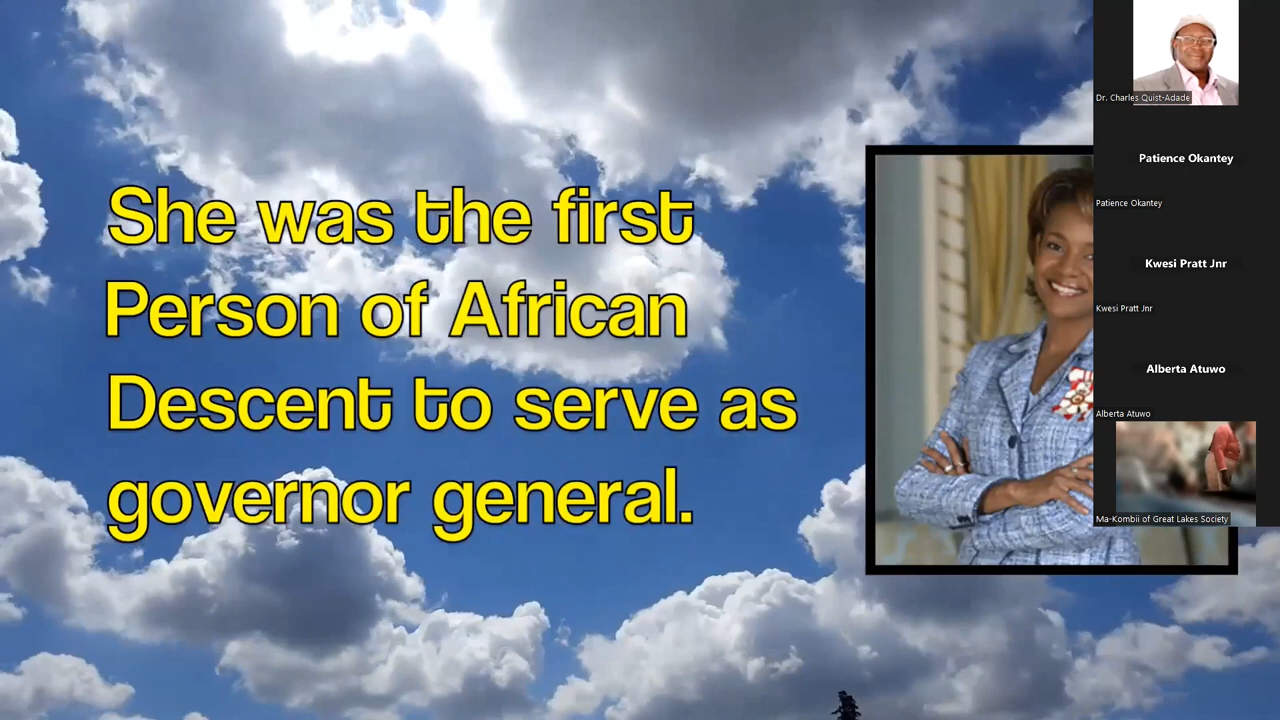 She was the first
Person of African
Descent to serve as
governor general.
Dr. Charles Quist-Adade
Patience Okantey
Patience Okantey
Kwesi Pratt Jnr
Kwesi Pratt Jnr
Alberta Atuwo
Alberta Atuwo
Ma-Kombii of Great Lakes Society